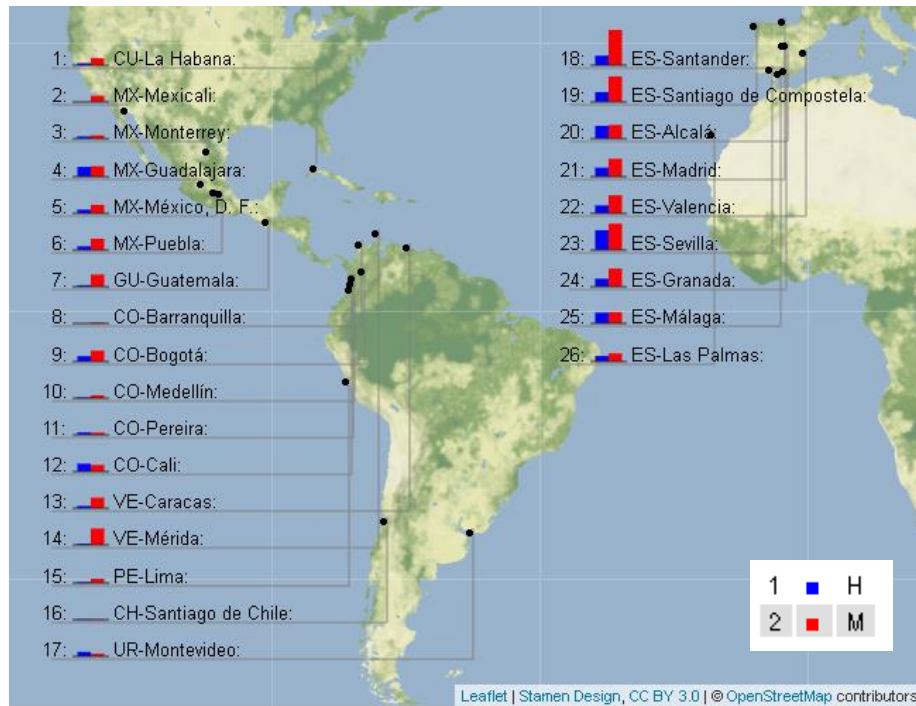 1: CU-La Habana:
2: MX-Mexicali:
3: MX-Monterrey:
4: MX-Guadalajara:
5: MX-México, D. F.:
6: MX-Puebla:
7: GU-Guatemala:
8: CO-Barranquilla:
9: CO-Bogotá:
10: CO-Medellín:
11: CO-Pereira:
12: CO-Cali:
13: VE-Caracas:
14: VE-Mérida:
15: PE-Lima:
16: CH-Santiago de Chile:
17: UR-Montevideo:
18: ES-Santander:
19: ES-Santiago de Compostela:
20: ES-Alcalá:
21: ES-Madrid:
22: ES-Valencia:
23: ES-Sevilla:
24: ES-Granada:
25: ES-Málaga:
26: ES-Las Palmas:
1 H
2 M
Leaflet | Stamen Design, CC BY 3.0 | © OpenStreetMap contributors